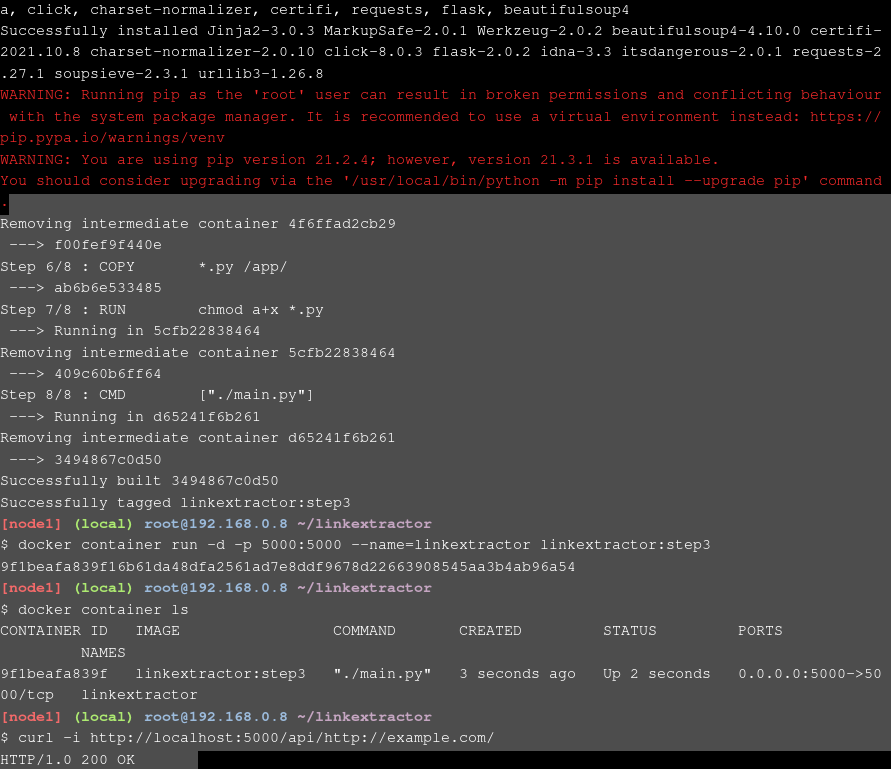 a, click, charset-normalizer, certifi, requests, flask, beautifulsoup4
Successfully installed Jinja2-3.0.3 MarkupSafe-2.0.1 Werkzeug-2.0.2 beautifulsoup4-4.10.0 certifi-
2021.10.8 charset-normalizer-2.0.10 click-8.0.3 flask-2.0.2 idna-3.3 itsdangerous-2.0.1 requests-2
.27.1 soupsieve-2.3.1 urllib3-1.26.8
WARNING: Running pip as the 'root' user can result in broken permissions and conflicting behaviour
 with the system package manager. It is recommended to use a virtual environment instead: https://
pip.pypa.io/warnings/venv
WARNING: You are using pip version 21.2.4; however, version 21.3.1 is available.
You should consider upgrading via the '/usr/local/bin/python -m pip install --upgrade pip' command
.
Removing intermediate container 4f6ffad2cb29
 ---> f00fef9f440e
Step 6/8 : COPY       *.py /app/
 ---> ab6b6e533485
Step 7/8 : RUN        chmod a+x *.py
 ---> Running in 5cfb22838464
Removing intermediate container 5cfb22838464
 ---> 409c60b6ff64
Step 8/8 : CMD        ["./main.py"]
 ---> Running in d65241f6b261
Removing intermediate container d65241f6b261
 ---> 3494867c0d50
Successfully built 3494867c0d50
Successfully tagged linkextractor:step3
[node1] (local) root@192.168.0.8 ~/linkextractor
$ docker container run -d -p 5000:5000 --name=linkextractor linkextractor:step3
9f1beafa839f16b61da48dfa2561ad7e8ddf9678d22663908545aa3b4ab96a54
[node1] (local) root@192.168.0.8 ~/linkextractor
$ docker container ls
CONTAINER ID   IMAGE                 COMMAND       CREATED         STATUS         PORTS
         NAMES
9f1beafa839f   linkextractor:step3   "./main.py"   3 seconds ago   Up 2 seconds   0.0.0.0:5000->50
00/tcp   linkextractor
[node1] (local) root@192.168.0.8 ~/linkextractor
$ curl -i http://localhost:5000/api/http://example.com/
HTTP/1.0 200 OK